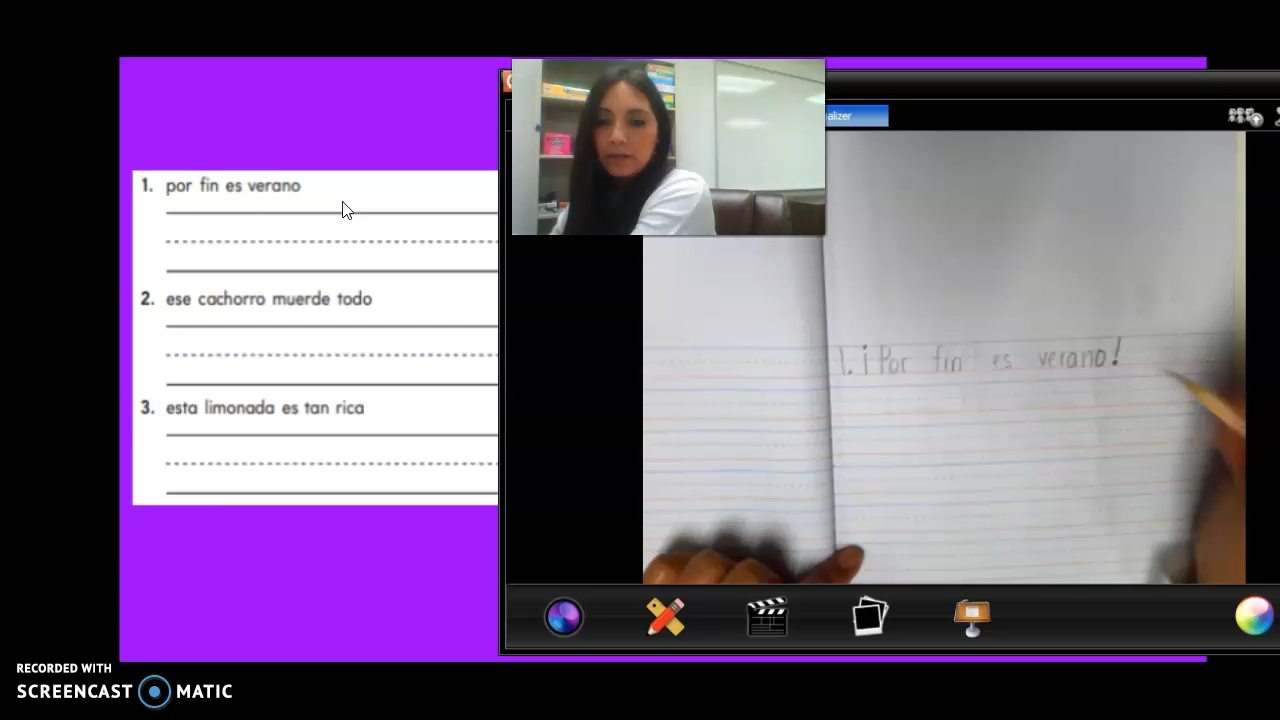 1. por fin es verano
2. ese cachorro muerde todo
3. esta limonada es tan rica
alizer
1. ¡Por fin es verano!
RECORDED WITH
SCREENCAST MATIC